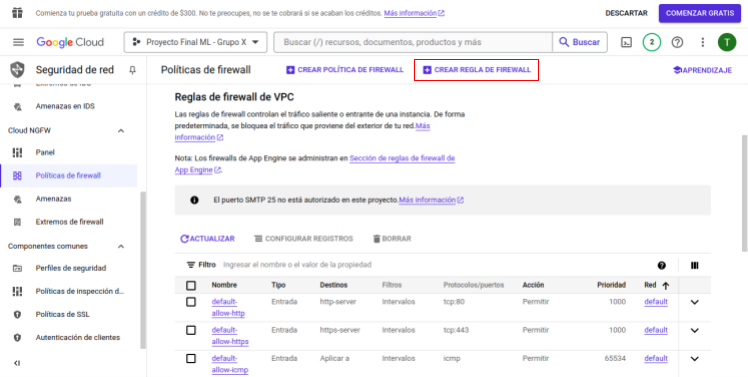 Comienza tu prueba gratuita con un crédito de $300. No te preocupes, no se te cobrará si se acaban los créditos. Más información
DESCARTAR
COMENZAR GRATIS
Google Cloud
Proyecto Final ML - Grupo X
Buscar (/) recursos, documentos, productos y más
Buscar
2
T
Seguridad de red
Políticas de firewall
CREAR POLÍTICA DE FIREWALL
CREAR REGLA DE FIREWALL
APRENDIZAJE
Amenazas en IDS
Cloud NGFW
Panel
Políticas de firewall
Amenazas
Extremos de firewall
Componentes comunes
Perfiles de seguridad
Políticas de inspección d...
Políticas de SSL
Autenticación de clientes
Reglas de firewall de VPC
Las reglas de firewall controlan el tráfico saliente o entrante de una instancia. De forma
predeterminada, se bloquea el tráfico que proviene del exterior de tu red.Más
información
Nota: Los firewalls de App Engine se administran en Sección de reglas de firewall de
App Engine.
El puerto SMTP 25 no está autorizado en este proyecto.Más información
ACTUALIZAR
CONFIGURAR REGISTROS
BORRAR
Filtro Ingresar el nombre o el valor de la propiedad
Nombre Tipo Destinos Filtros Protocolos/puertos Acción Prioridad Red
default-
allow-http Entrada http-server Intervalos tcp:80 Permitir 1000 default
default-
allow-https Entrada https-server Intervalos tcp:443 Permitir 1000 default
default-
allow-icmp Entrada Aplicar a Intervalos icmp Permitir 65534 default